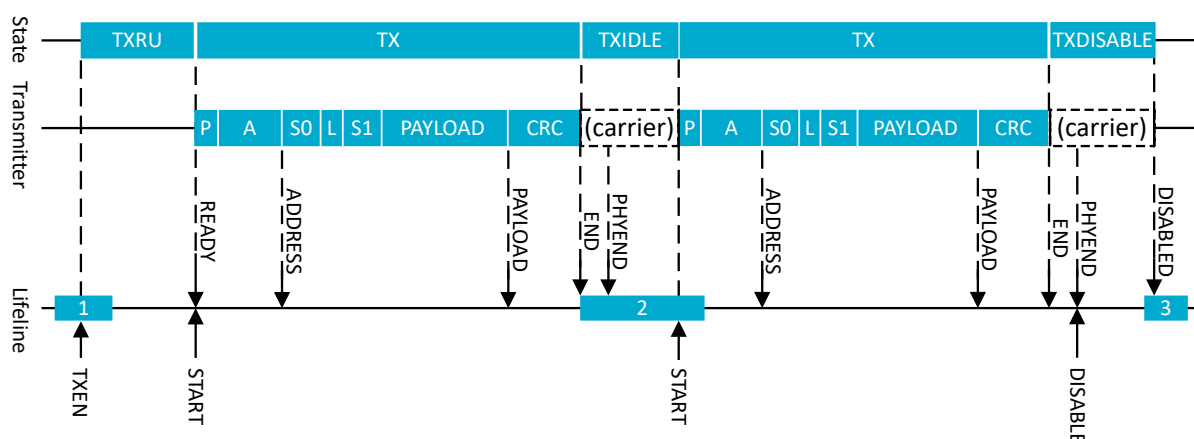 State
TXRU TX TXIDLE TX TXDISABLE
Transmitter
P A S0 L S1 PAYLOAD CRC (carrier) P A S0 L S1 PAYLOAD CRC (carrier)
READY ADDRESS PAYLOAD END PHYEND ADDRESS PAYLOAD END PHYEND DISABLED
Lifeline
1 2 3
TXEN START START DISABLE